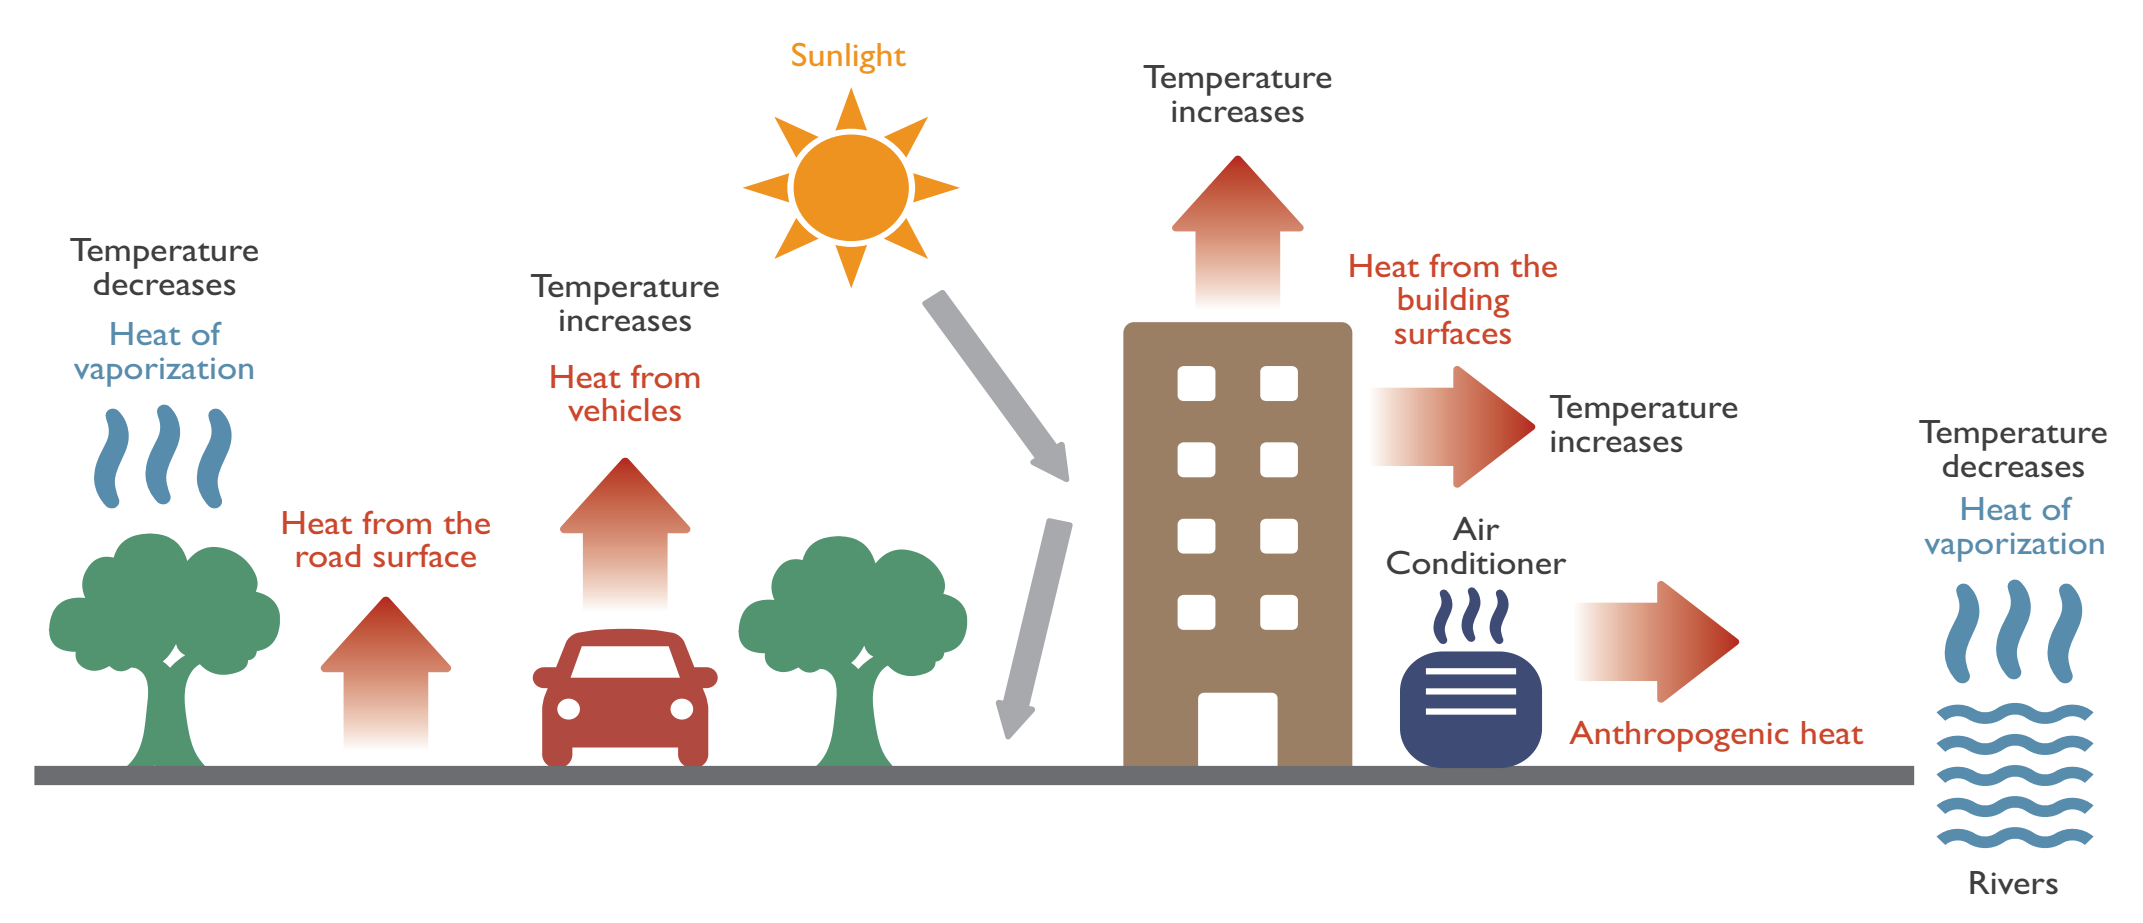 Sunlight
Temperature
increases
Temperature
decreases
Heat of
vaporization
Temperature
increases
Heat from
vehicles
Heat from the
road surface
Heat from the
building
surfaces
Temperature
increases
Air
Conditioner
Anthropogenic heat
Temperature
decreases
Heat of
vaporization
Rivers